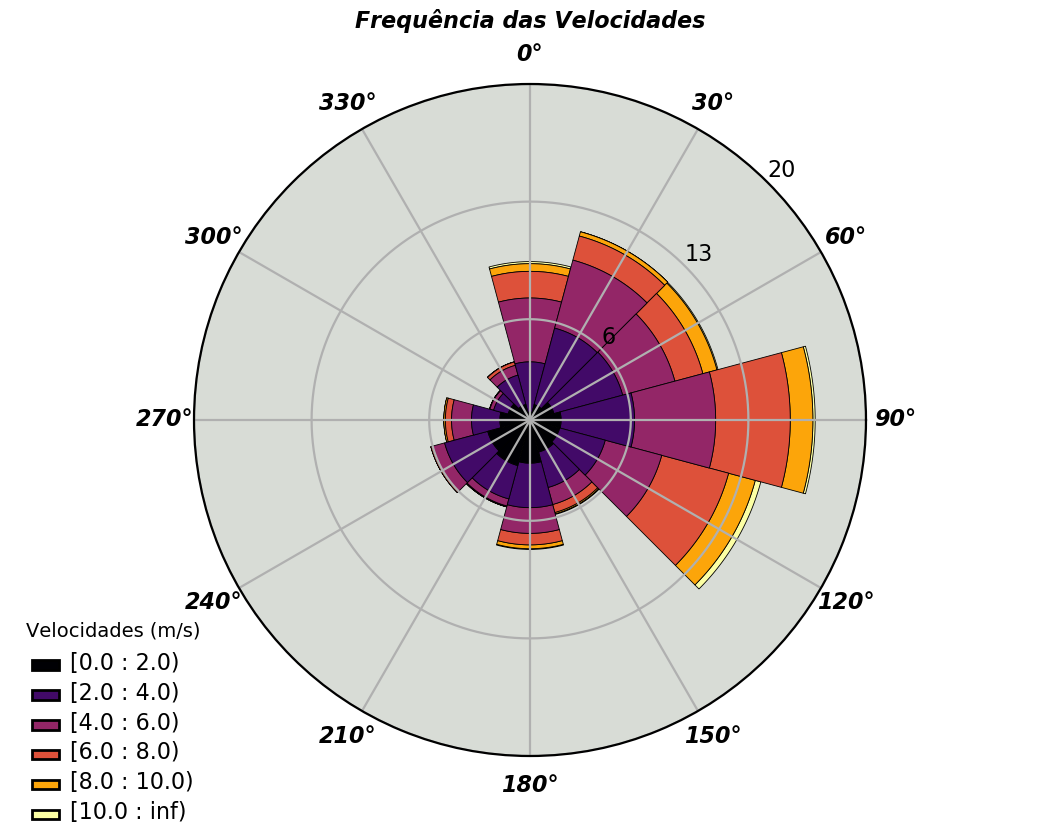 Frequência das Velocidades
0°
330°
30°
20
300°
60°
13
6
270°
90°
240°
120°
210°
150°
180°
Velocidades (m/s)
[0.0 : 2.0)
[2.0 : 4.0)
[4.0 : 6.0)
[6.0 : 8.0)
[8.0 : 10.0)
[10.0 : inf)